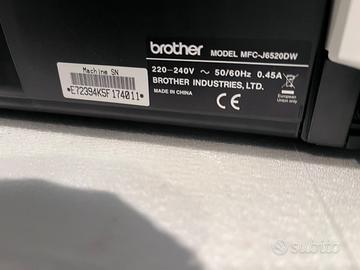 brother MODEL MFC-J6520DW
220-240V ~ 50/60Hz 0.45A
BROTHER INDUSTRIES, LTD.
MADE IN CHINA
CE
European
Union only
Machine SN
*E72394K5F174011*
Subito